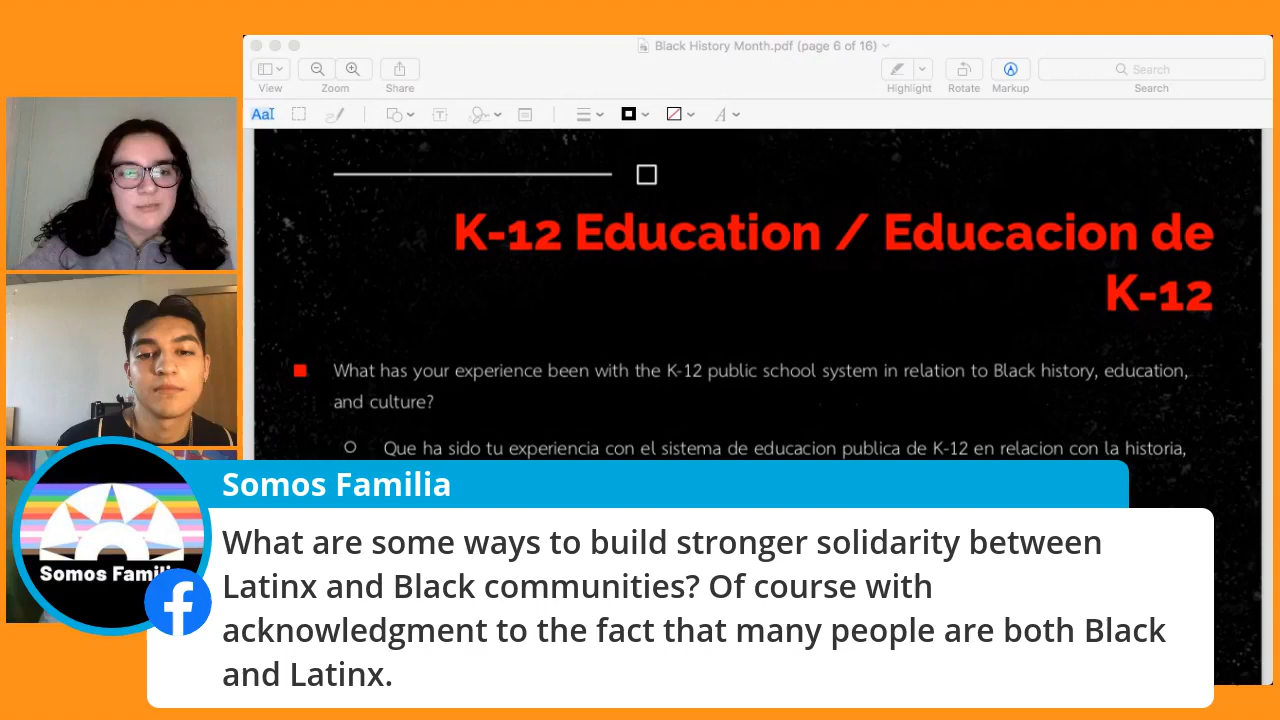 Black History Month.pdf (page 6 of 16)
View
Zoom
Share
Highlight
Rotate
Markup
Search
Search
AaI
T
A
K-12 Education / Educacion de
K-12
What has your experience been with the K-12 public school system in relation to Black history, education,
and culture?
Que ha sido tu experiencia con el sistema de educacion publica de K-12 en relacion con la historia,
Somos Familia
What are some ways to build stronger solidarity between
Latinx and Black communities? Of course with
acknowledgment to the fact that many people are both Black
and Latinx.
Somos Famili
f